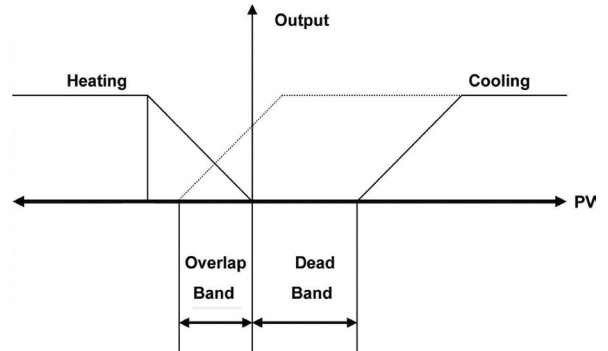 Output
Heating
Cooling
PV
Overlap
Band
Dead
Band